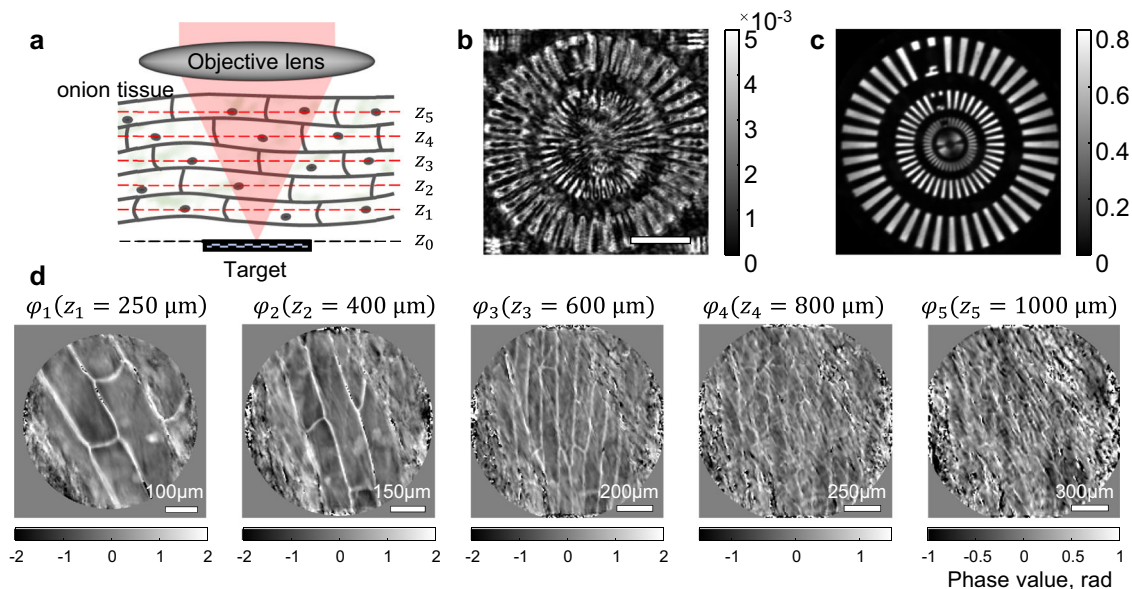 a
Objective lens
onion tissue
z₅
z₄
z₃
z₂
z₁
z₀
Target
b
×10⁻³
5
4
3
2
1
0
c
0.8
0.6
0.4
0.2
0
d
φ₁(z₁ = 250 μm)
φ₂(z₂ = 400 μm)
φ₃(z₃ = 600 μm)
φ₄(z₄ = 800 μm)
φ₅(z₅ = 1000 μm)
100μm
150μm
200μm
250μm
300μm
-2 -1 0 1 2
-2 -1 0 1 2
-2 -1 0 1 2
-1 0 1
-1 -0.5 0 0.5 1
Phase value, rad